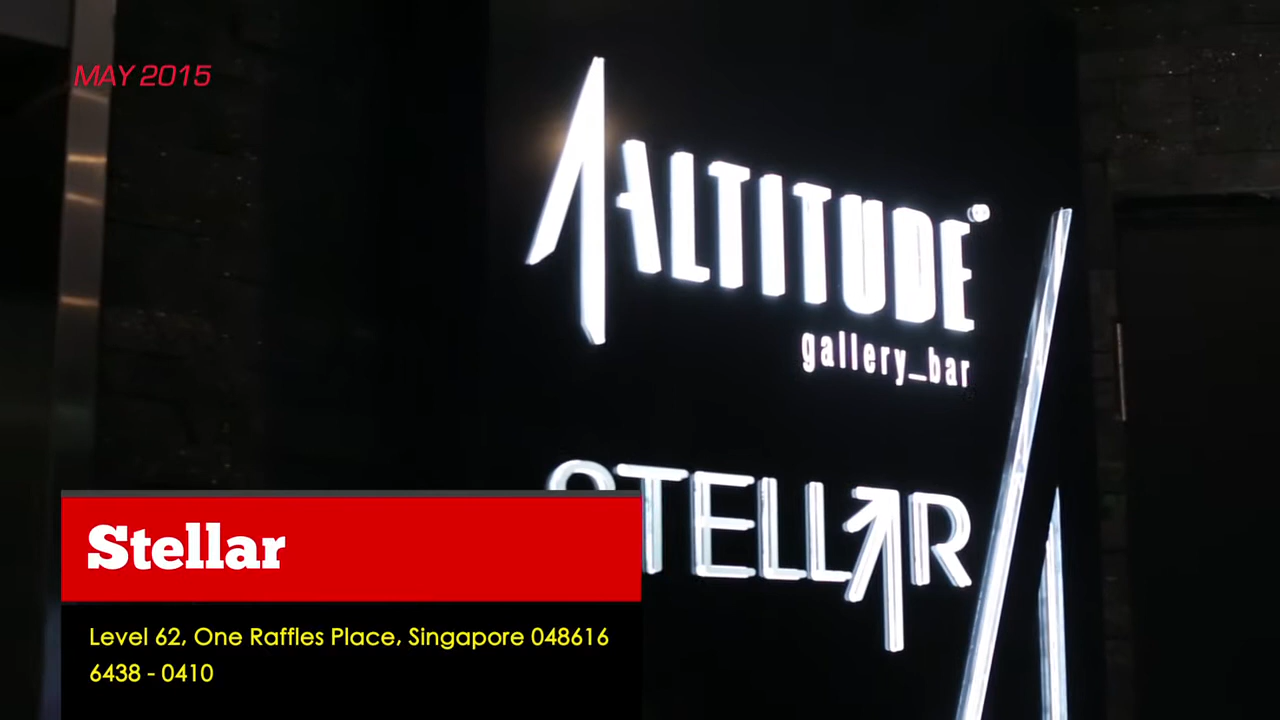 MAY 2015
ALTITUDE
gallery_bar
STELLAR
Stellar
Level 62, One Raffles Place, Singapore 048616
6438 - 0410